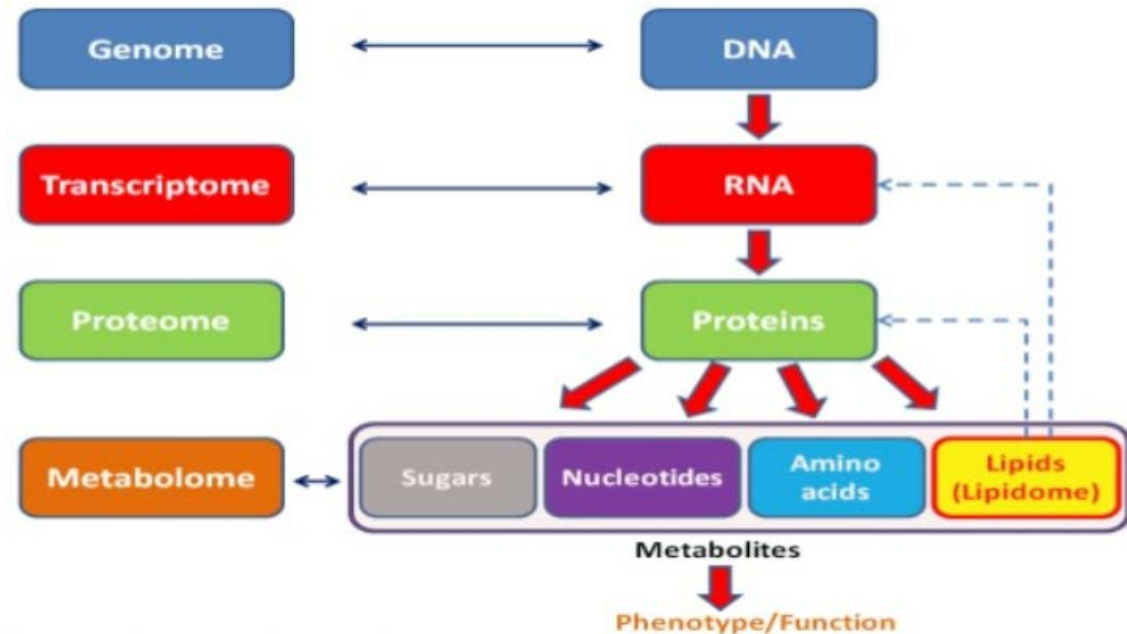 Genome
DNA
Transcriptome
RNA
Proteome
Proteins
Metabolome
Sugars
Nucleotides
Amino
acids
Lipids
(Lipidome)
Metabolites
Phenotype/Function